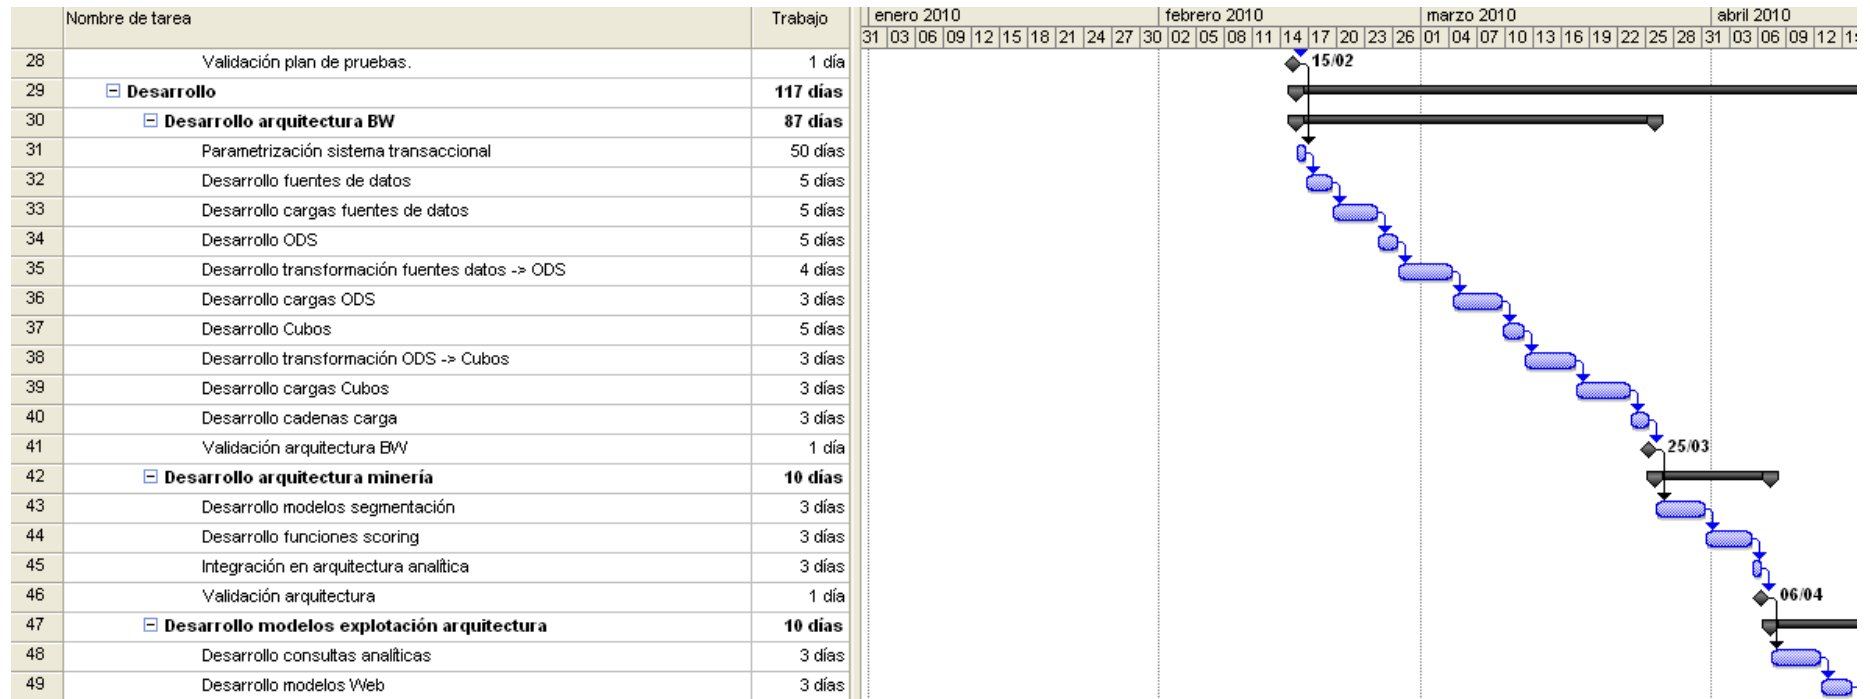 Nombre de tarea Trabajo enero 2010 febrero 2010 marzo 2010 abril 2010
31 03 06 09 12 15 18 21 24 27 30 02 05 08 11 14 17 20 23 26 01 04 07 10 13 16 19 22 25 28 31 03 06 09 12
28 Validación plan de pruebas. 1 día 15/02
29 Desarrollo 117 días
30 Desarrollo arquitectura BW 87 días
31 Parametrización sistema transaccional 50 días
32 Desarrollo fuentes de datos 5 días
33 Desarrollo cargas fuentes de datos 5 días
34 Desarrollo ODS 5 días
35 Desarrollo transformación fuentes datos -> ODS 4 días
36 Desarrollo cargas ODS 3 días
37 Desarrollo Cubos 5 días
38 Desarrollo transformación ODS -> Cubos 3 días
39 Desarrollo cargas Cubos 3 días
40 Desarrollo cadenas carga 3 días
41 Validación arquitectura BW 1 día 25/03
42 Desarrollo arquitectura minería 10 días
43 Desarrollo modelos segmentación 3 días
44 Desarrollo funciones scoring 3 días
45 Integración en arquitectura analítica 3 días
46 Validación arquitectura 1 día 06/04
47 Desarrollo modelos explotación arquitectura 10 días
48 Desarrollo consultas analíticas 3 días
49 Desarrollo modelos Web 3 días